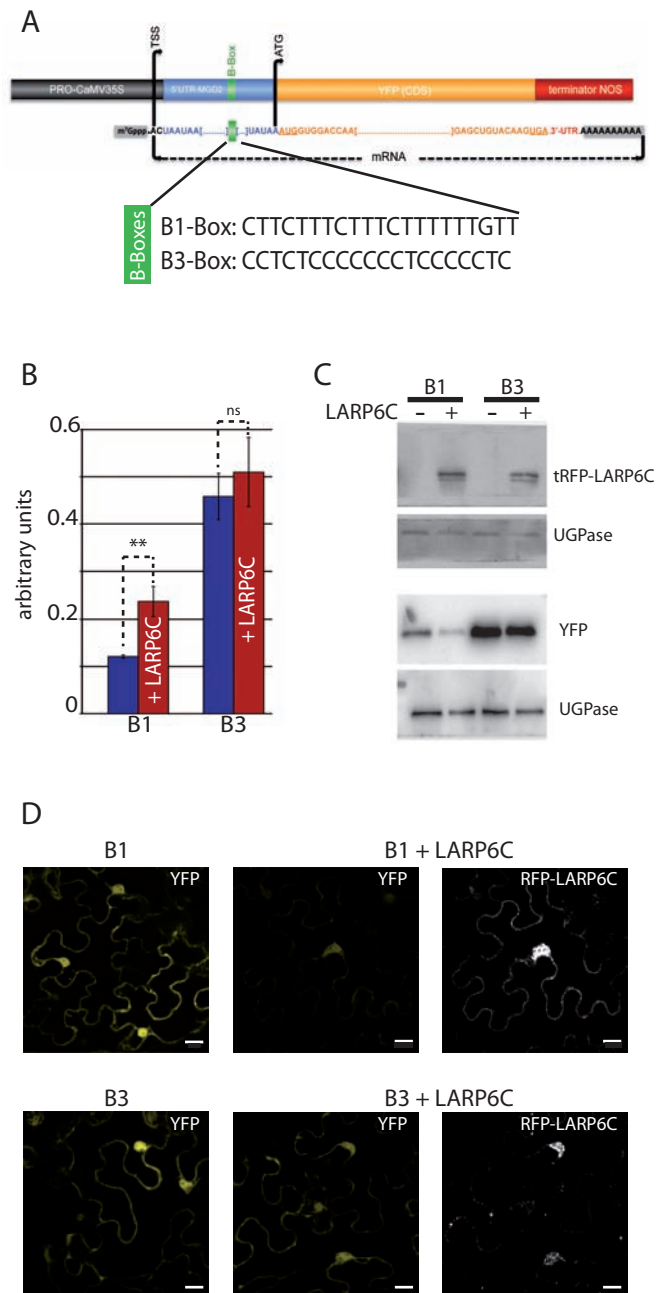 A
TSS
B-Box
ATG
PRO-CaMV35S
5'UTR-MGD2
YFP (CDS)
terminator NOS
m⁷Gppp ACUAAUAA[.........][...]UAUAAAUGGUGGACCAA[..............................]GAGCUGUACAAGUGA 3'-UTR AAAAAAAAAA
mRNA
B-Boxes
B1-Box: CTTCTTTCTTTCTTTTTTGTT
B3-Box: CCTCTCCCCCCCTCCCCCTC
B
arbitrary units
0.6
0.4
0.2
0
**
ns
+ LARP6C
+ LARP6C
B1
B3
C
B1
B3
LARP6C - + - +
tRFP-LARP6C
UGPase
YFP
UGPase
D
B1
B1 + LARP6C
YFP
YFP
RFP-LARP6C
B3
B3 + LARP6C
YFP
YFP
RFP-LARP6C